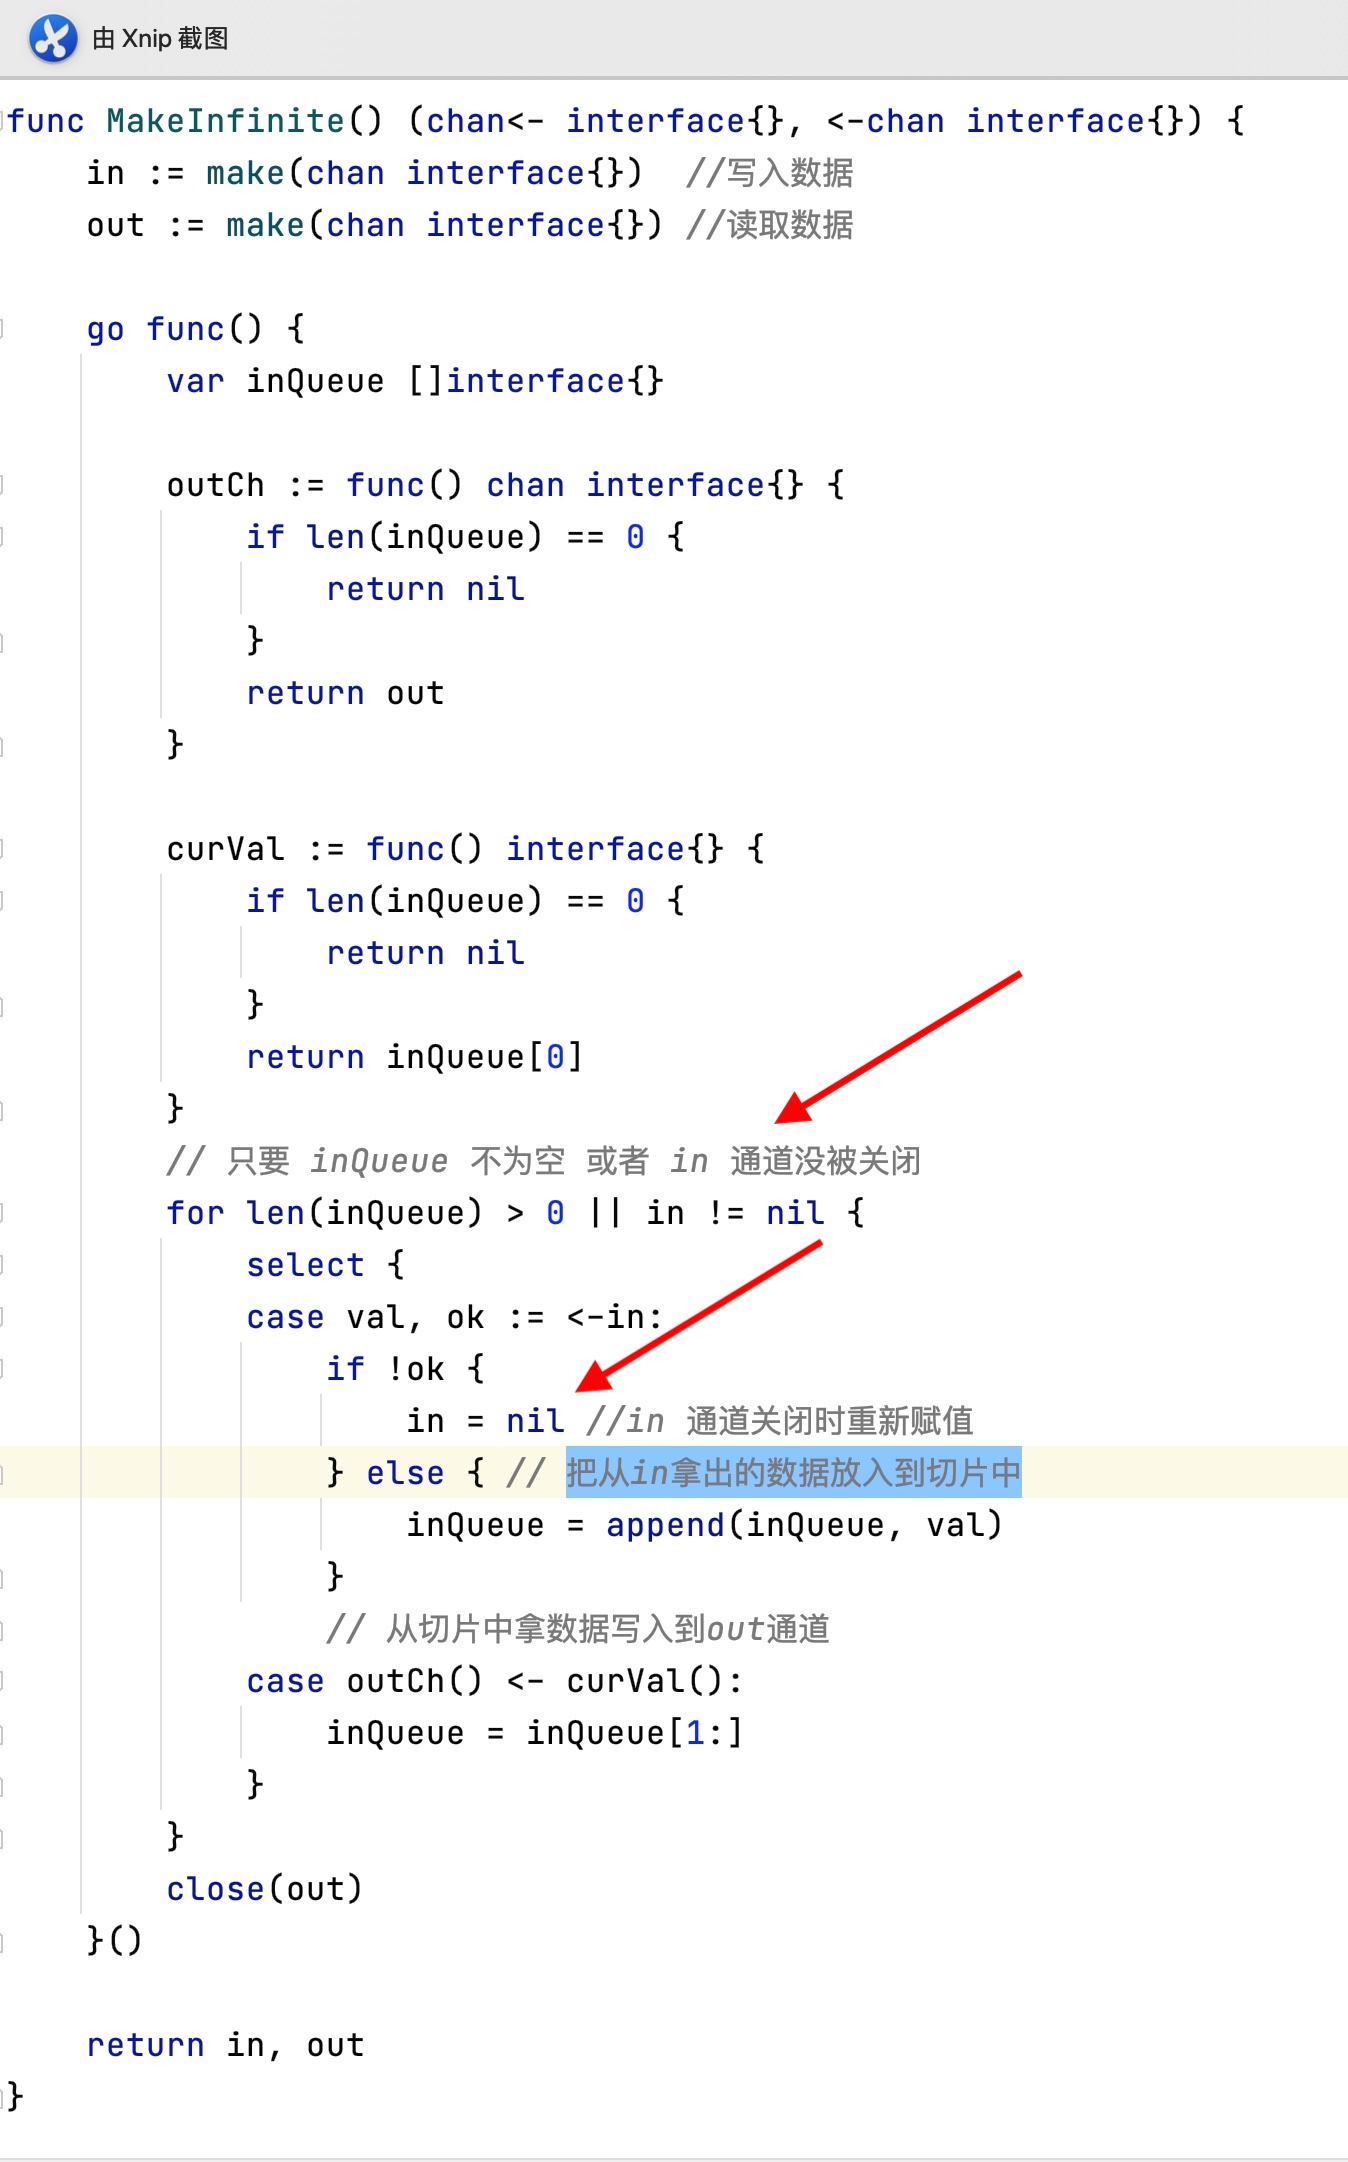 由 Xnip 截图
func MakeInfinite() (chan<- interface{}, <-chan interface{}) {
    in := make(chan interface{})  //写入数据
    out := make(chan interface{}) //读取数据

    go func() {
        var inQueue []interface{}

        outCh := func() chan interface{} {
            if len(inQueue) == 0 {
                return nil
            }
            return out
        }

        curVal := func() interface{} {
            if len(inQueue) == 0 {
                return nil
            }
            return inQueue[0]
        }
        // 只要 inQueue 不为空 或者 in 通道没被关闭
        for len(inQueue) > 0 || in != nil {
            select {
            case val, ok := <-in:
                if !ok {
                    in = nil //in 通道关闭时重新赋值
                } else { // 把从in拿出的数据放入到切片中
                    inQueue = append(inQueue, val)
                }
                // 从切片中拿数据写入到out通道
            case outCh() <- curVal():
                inQueue = inQueue[1:]
            }
        }
        close(out)
    }()

    return in, out
}